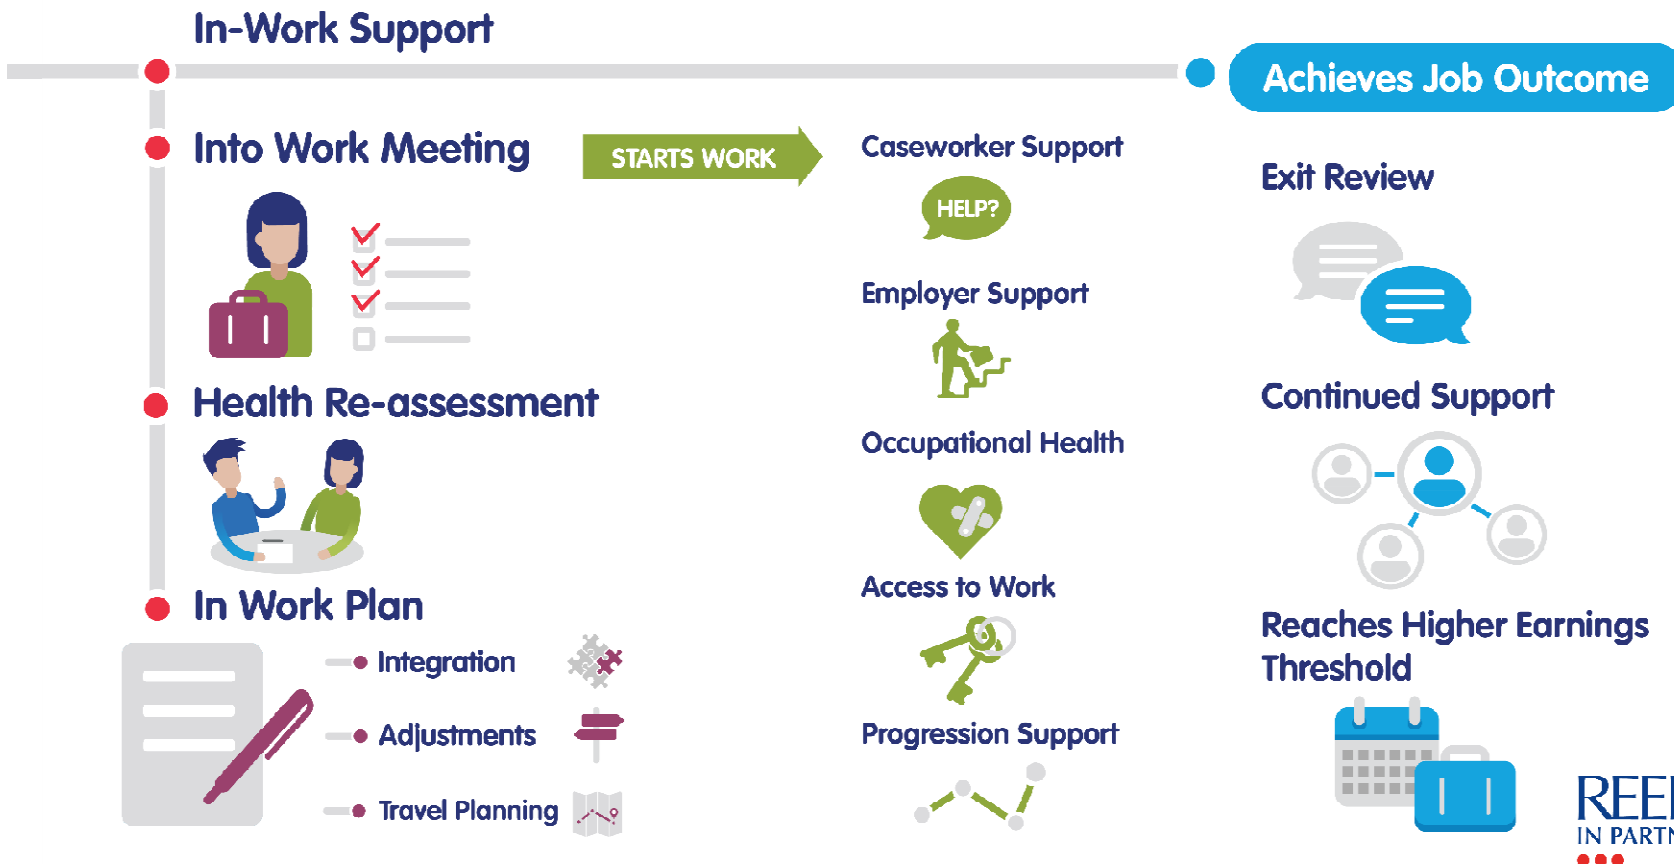 In-Work Support
Achieves Job Outcome
Into Work Meeting
STARTS WORK
Health Re-assessment
In Work Plan
Integration
Adjustments
Travel Planning
Caseworker Support
HELP?
Employer Support
Occupational Health
Access to Work
Progression Support
Exit Review
Continued Support
Reaches Higher Earnings
Threshold
IN